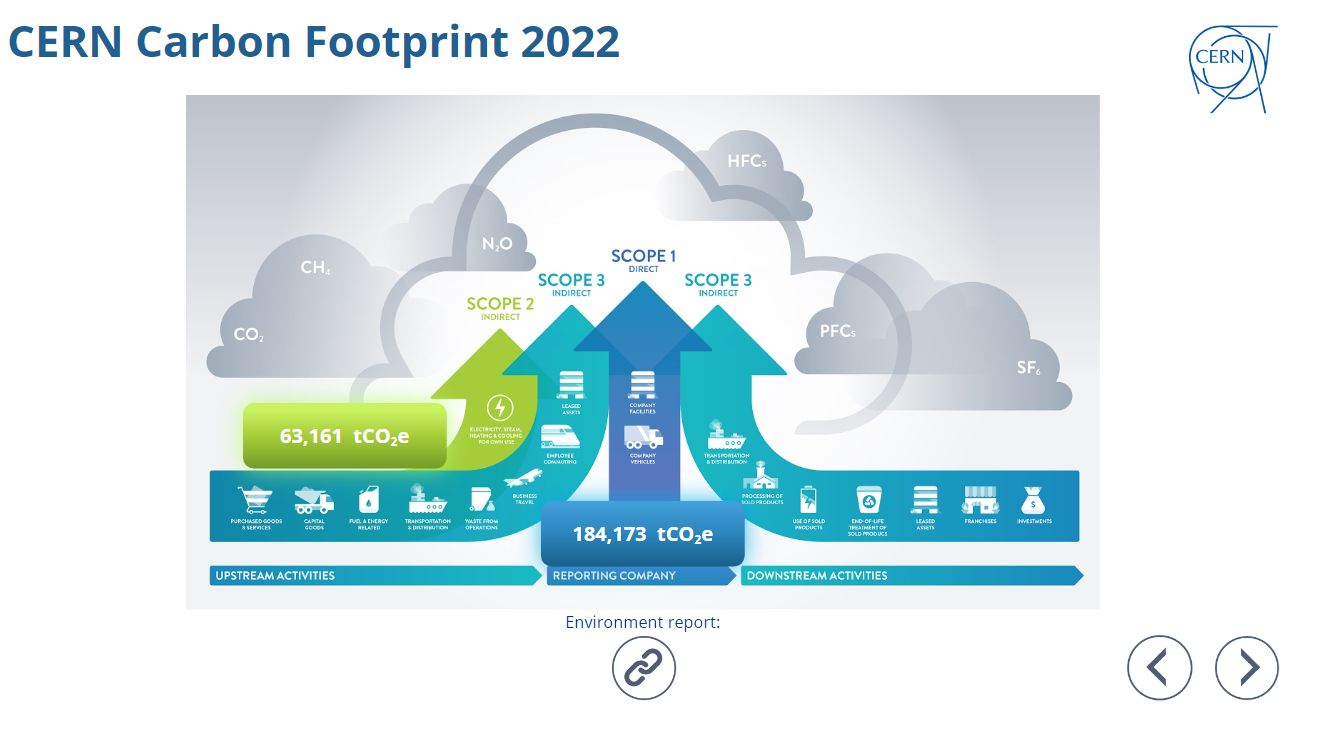 CERN Carbon Footprint 2022
CERN
HFCs
N₂O
CH₄
CO₂
PFCs
SF₆
SCOPE 1
DIRECT
SCOPE 3
INDIRECT
SCOPE 3
INDIRECT
SCOPE 2
INDIRECT
LEASED
ASSETS
COMPANY
FACILITIES
ELECTRICITY, STEAM,
HEATING & COOLING
FOR OWN USE
EMPLOYEE
COMMUTING
COMPANY
VEHICLES
TRANSPORTATION
& DISTRIBUTION
63,161 tCO₂e
BUSINESS
TRAVEL
PROCESSING OF
SOLD PRODUCTS
PURCHASED GOODS
& SERVICES
CAPITAL
GOODS
FUEL & ENERGY
RELATED
TRANSPORTATION
& DISTRIBUTION
WASTE FROM
OPERATIONS
USE OF SOLD
PRODUCTS
END-OF-LIFE
TREATMENT OF
SOLD PRODUCS
LEASED
ASSETS
FRANCHISES
INVESTMENTS
184,173 tCO₂e
UPSTREAM ACTIVITIES
REPORTING COMPANY
DOWNSTREAM ACTIVITIES
Environment report: